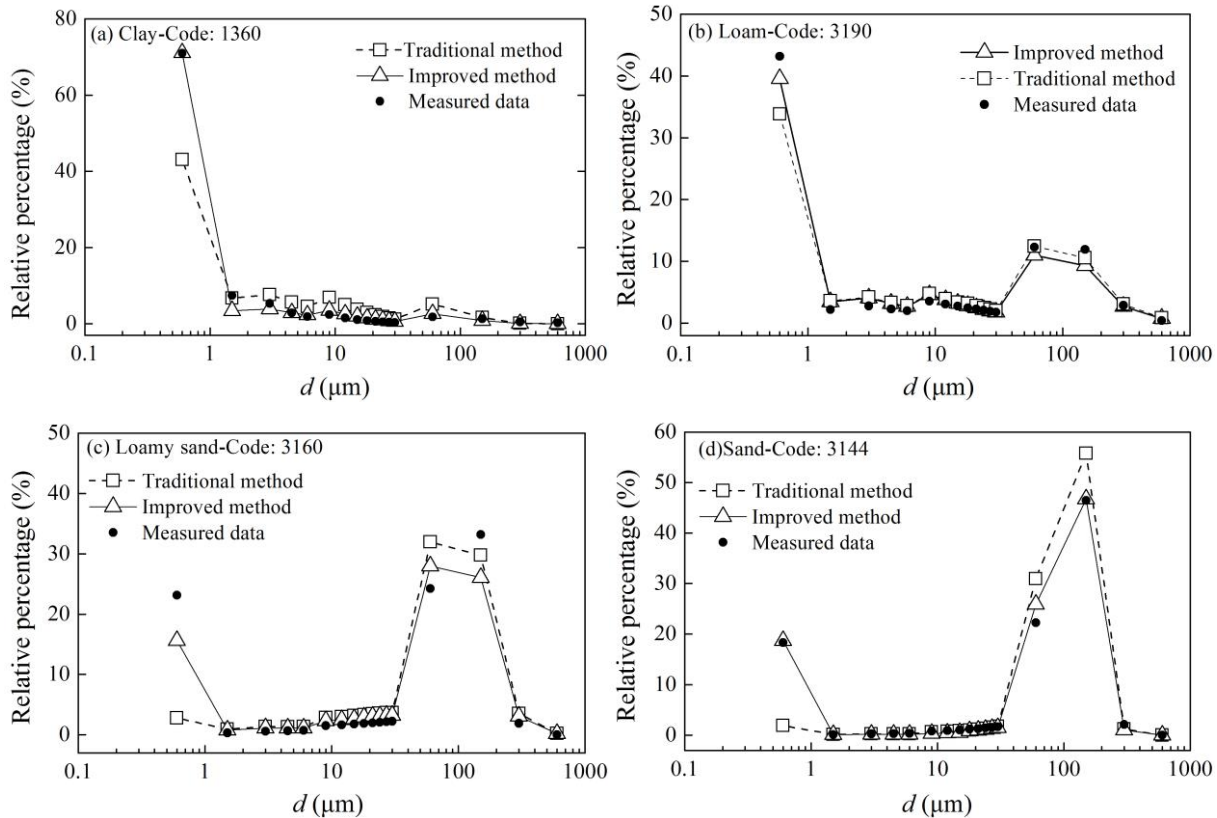 (a) Clay-Code: 1360
Traditional method
Improved method
Measured data
80
60
40
20
0
0.1 1 10 100 1000
Relative percentage (%)
d (μm)
(b) Loam-Code: 3190
Improved method
Traditional method
Measured data
50
40
30
20
10
0
0.1 1 10 100 1000
Relative percentage (%)
d (μm)
(c) Loamy sand-Code: 3160
Traditional method
Improved method
Measured data
50
40
30
20
10
0
0.1 1 10 100 1000
Relative percentage (%)
d (μm)
(d)Sand-Code: 3144
Traditional method
Improved method
Measured data
60
50
40
30
20
10
0
0.1 1 10 100 1000
Relative percentage (%)
d (μm)